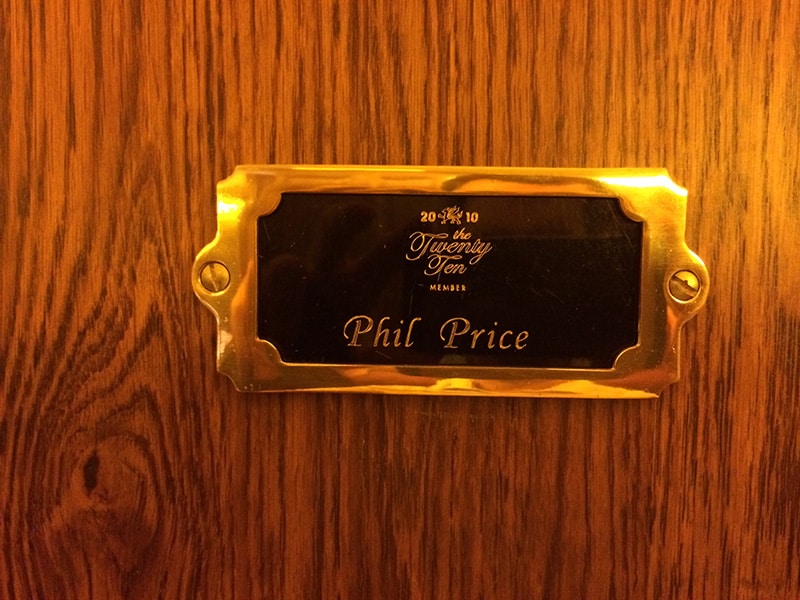 20 10
the
Twenty
Ten
MEMBER
Phil Price